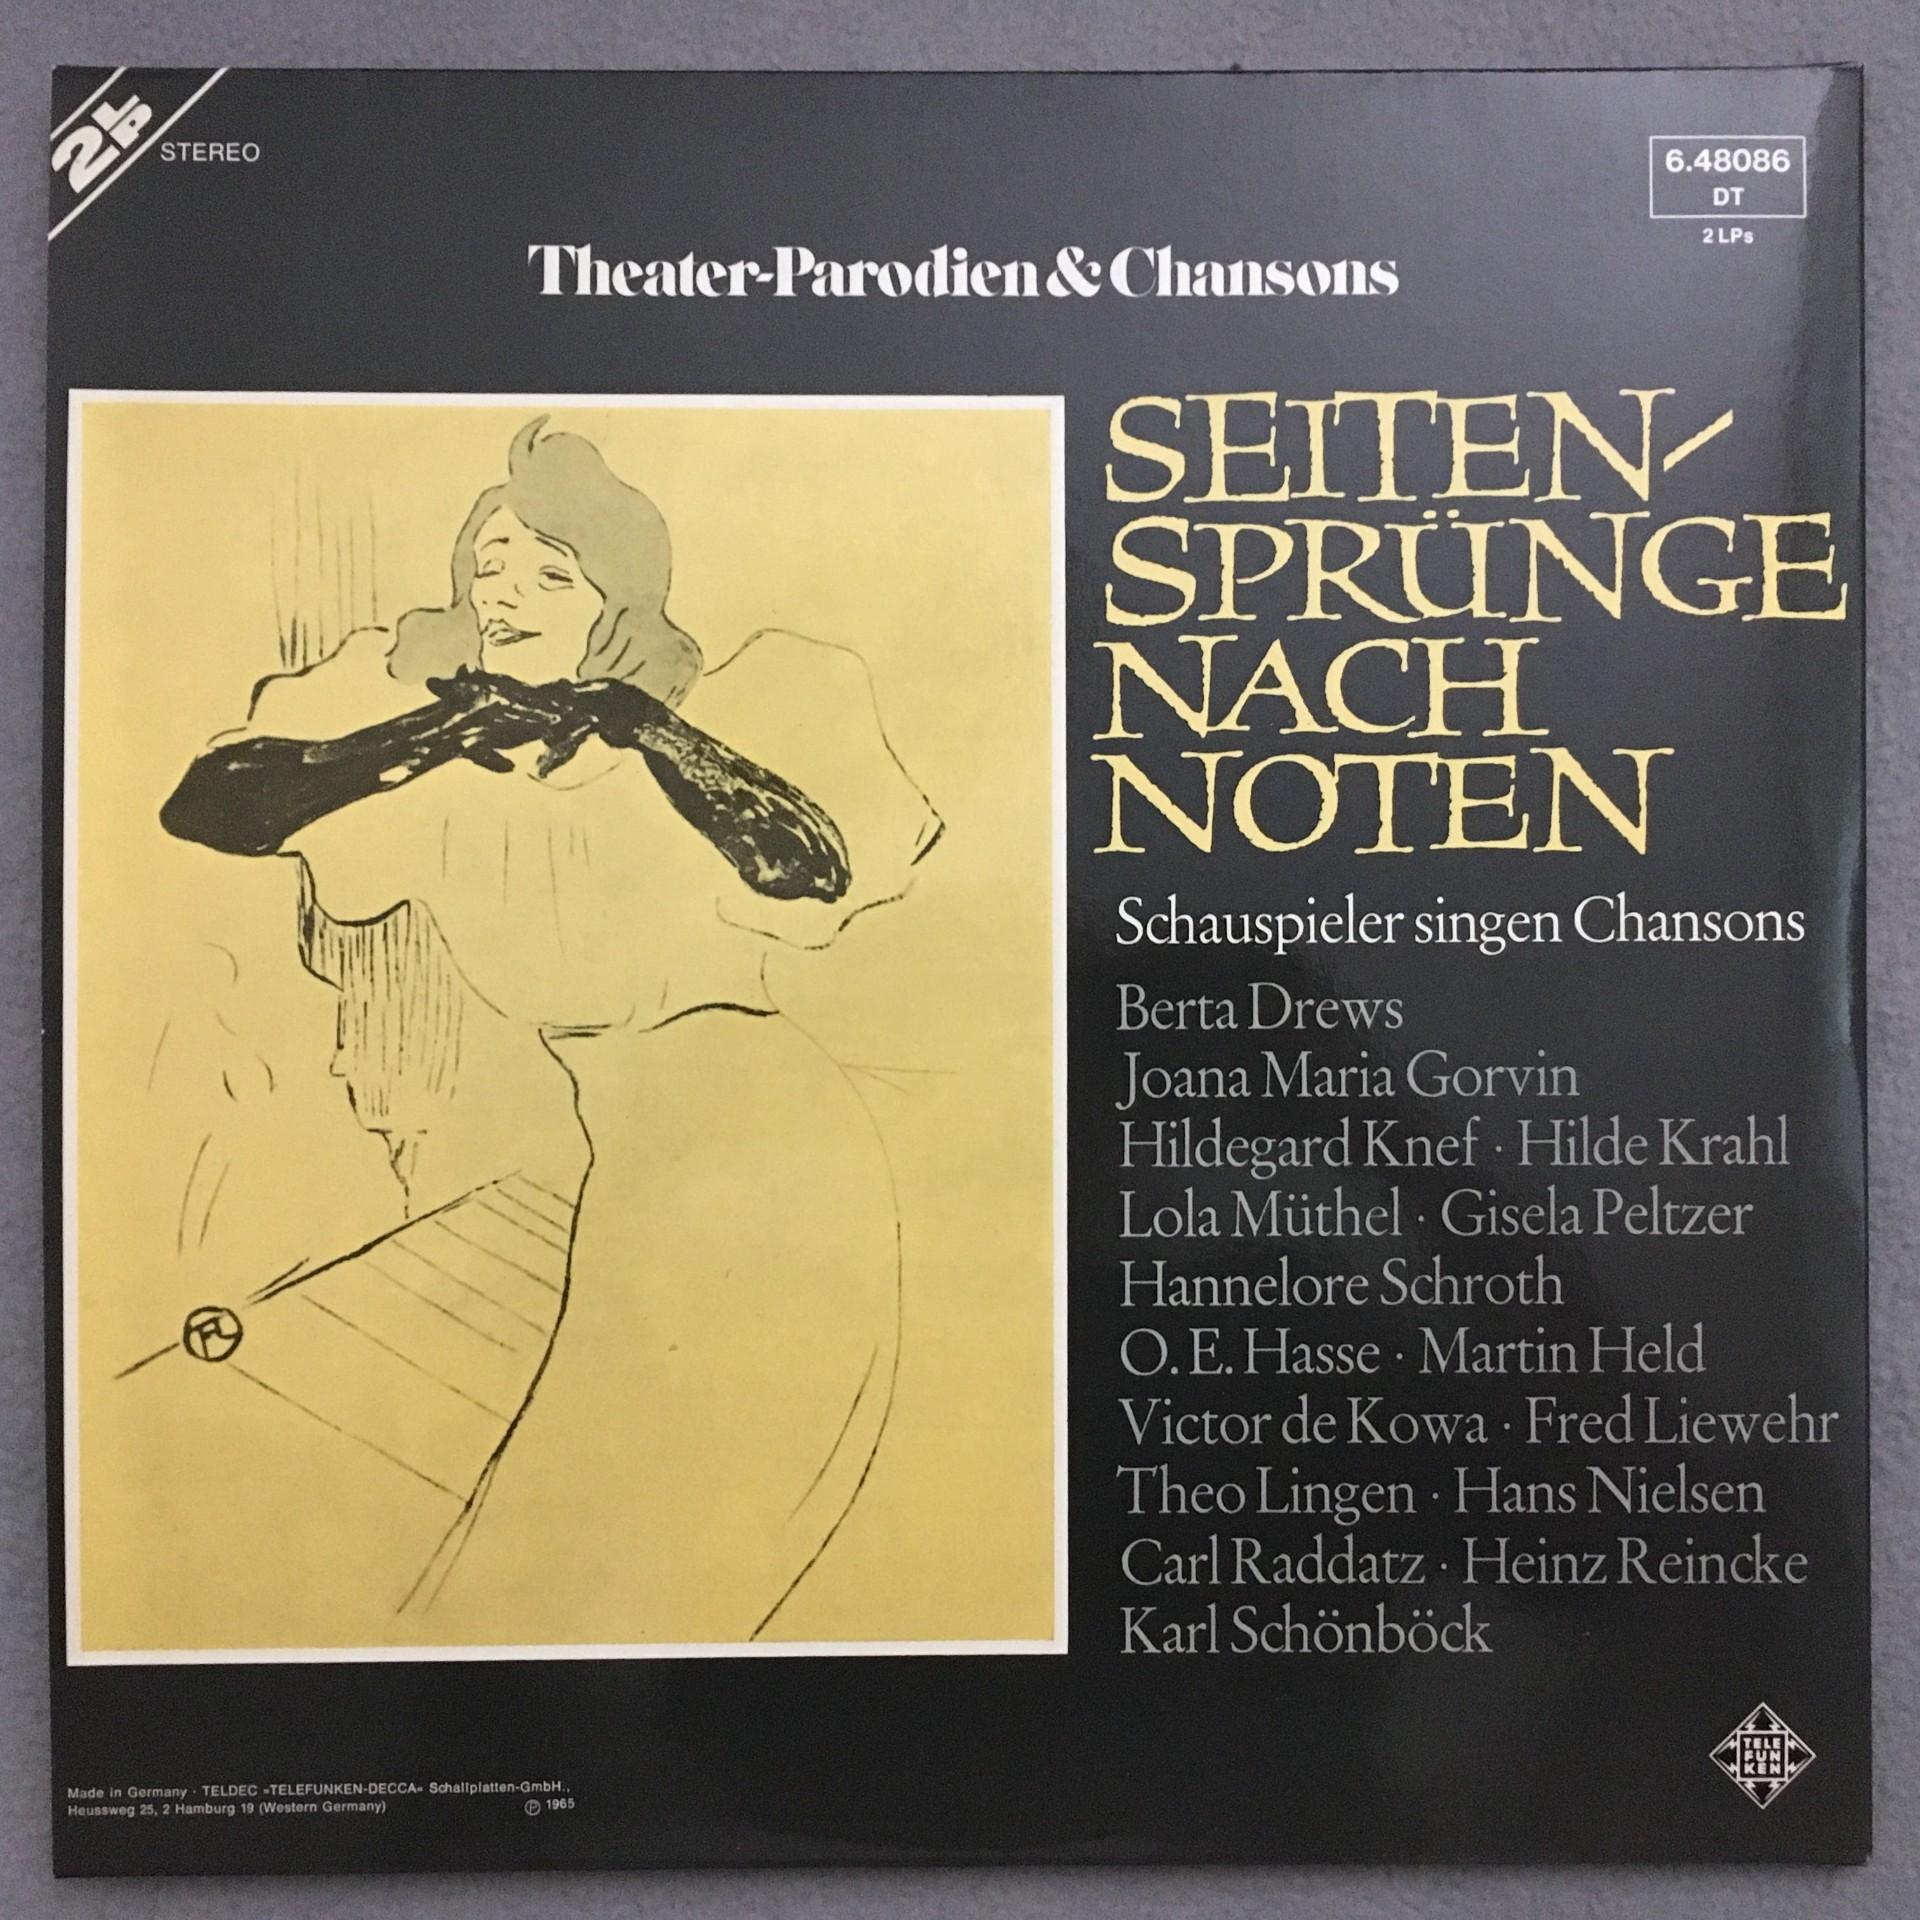 2LP
STEREO
6.48086
DT
2 LPs
Theater-Parodien & Chansons
SEITEN-
SPRÜNGE
NACH
NOTEN
Schauspieler singen Chansons
Berta Drews
Joana Maria Gorvin
Hildegard Knef · Hilde Krahl
Lola Müthel · Gisela Peltzer
Hannelore Schroth
O. E. Hasse · Martin Held
Victor de Kowa · Fred Liewehr
Theo Lingen · Hans Nielsen
Carl Raddatz · Heinz Reincke
Karl Schönböck
TELE
FUN
KEN
Made in Germany · TELDEC »TELEFUNKEN-DECCA« Schallplatten-GmbH.,
Heussweg 25, 2 Hamburg 19 (Western Germany) ℗ 1965